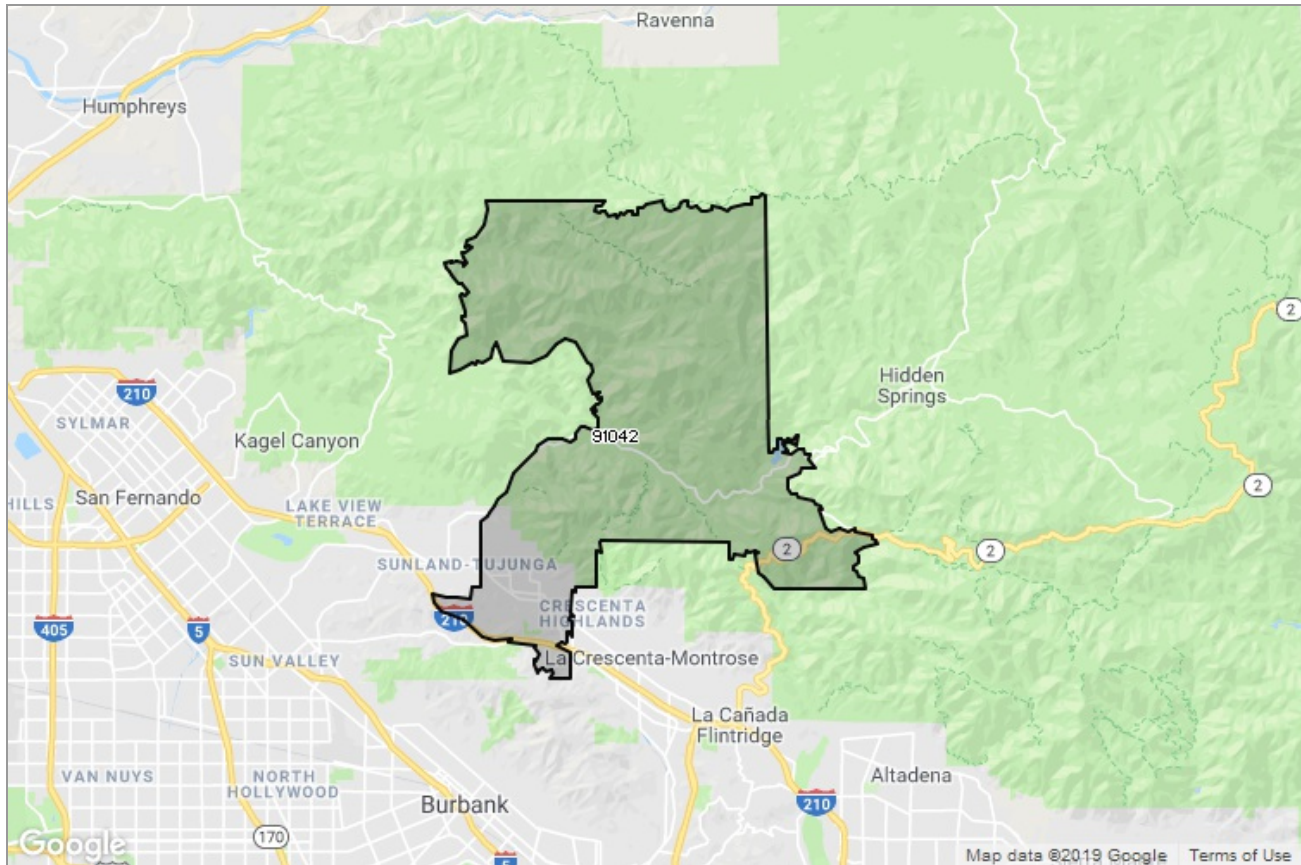 Ravenna
Humphreys
2
Hidden
Springs
210
SYLMAR
Kagel Canyon
91042
2
HILLS
San Fernando
LAKE VIEW
TERRACE
2
2
SUNLAND-TUJUNGA
CRESCENTA
HIGHLANDS
210
405
5
SUN VALLEY
La Crescenta-Montrose
La Cañada
Flintridge
VAN NUYS
NORTH
HOLLYWOOD
Altadena
Burbank
210
170
Google
5
Map data ©2019 Google
Terms of Use